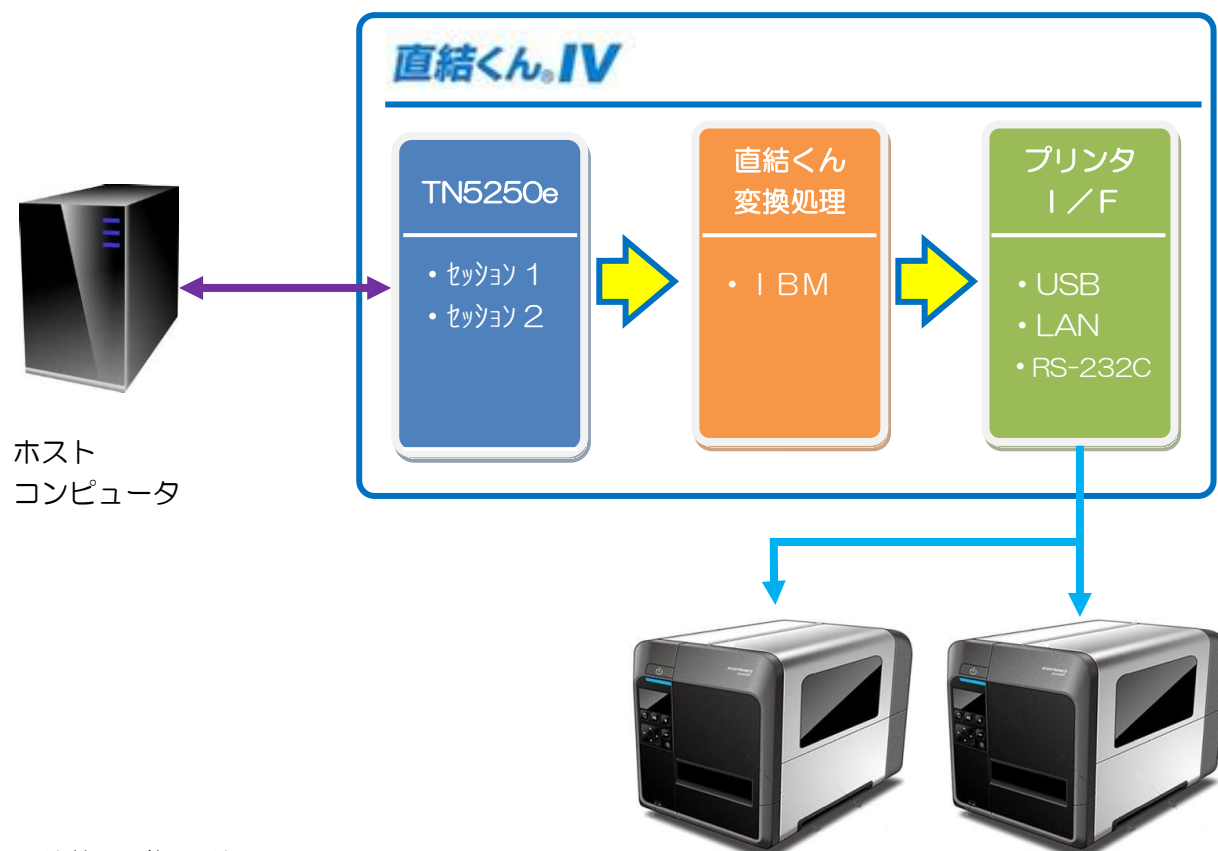 直結くん®IV
TN5250e
・ｾｯｼｮﾝ 1
・ｾｯｼｮﾝ 2
直結くん
変換処理
・ＩＢＭ
プリンタ
Ｉ／Ｆ
・USB
・LAN
・RS-232C
ホスト
コンピュータ